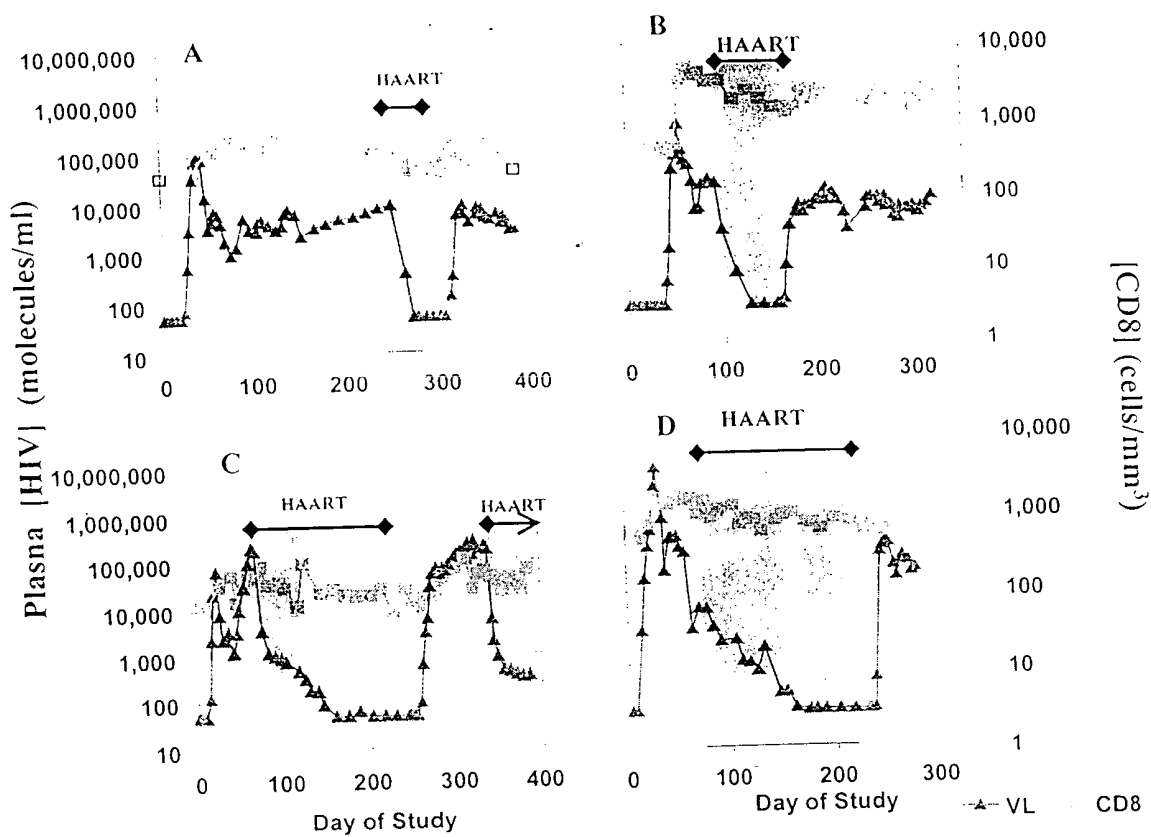 Plasna [HIV] (molecules/ml)
[CD8] (cells/mm³)
A
HAART
10,000,000
1,000,000
100,000
10,000
1,000
100
10
0
100
200
300
400
B
HAART
10,000
1,000
100
10
1
0
100
200
300
C
HAART
HAART
10,000,000
1,000,000
100,000
10,000
1,000
100
10
0
100
200
300
400
Day of Study
D
HAART
10,000
1,000
100
10
1
0
100
200
300
Day of Study
VL
CD8